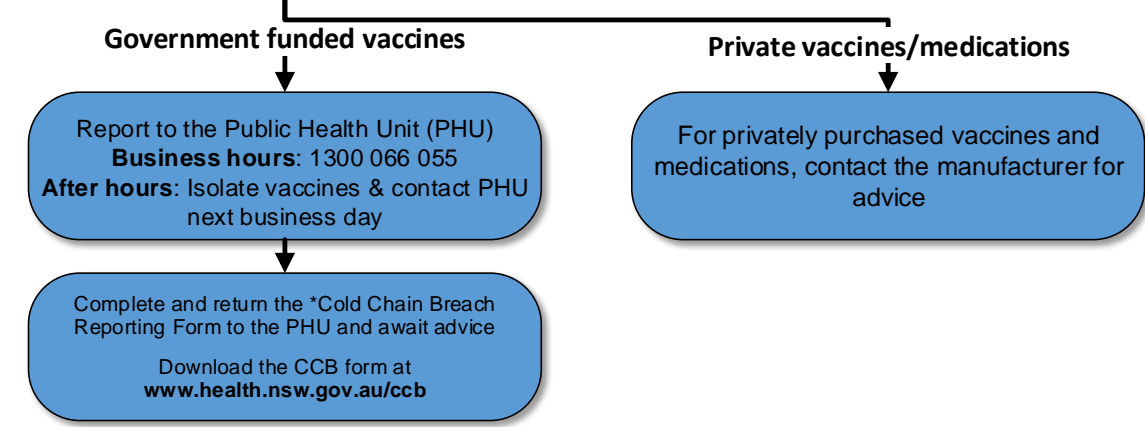 Government funded vaccines
Private vaccines/medications
Report to the Public Health Unit (PHU)
Business hours: 1300 066 055
After hours: Isolate vaccines & contact PHU
next business day
For privately purchased vaccines and
medications, contact the manufacturer for
advice
Complete and return the *Cold Chain Breach
Reporting Form to the PHU and await advice
Download the CCB form at
www.health.nsw.gov.au/ccb